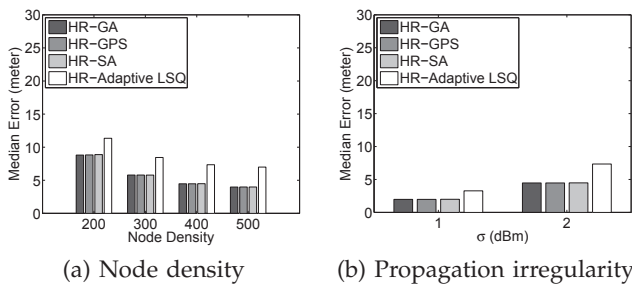 30
25
20
15
10
5
0
Median Error (meter)
HR-GA
HR-GPS
HR-SA
HR-Adaptive LSQ
200 300 400 500
Node Density
(a) Node density
30
25
20
15
10
5
0
Median Error (meter)
HR-GA
HR-GPS
HR-SA
HR-Adaptive LSQ
1 2
σ (dBm)
(b) Propagation irregularity